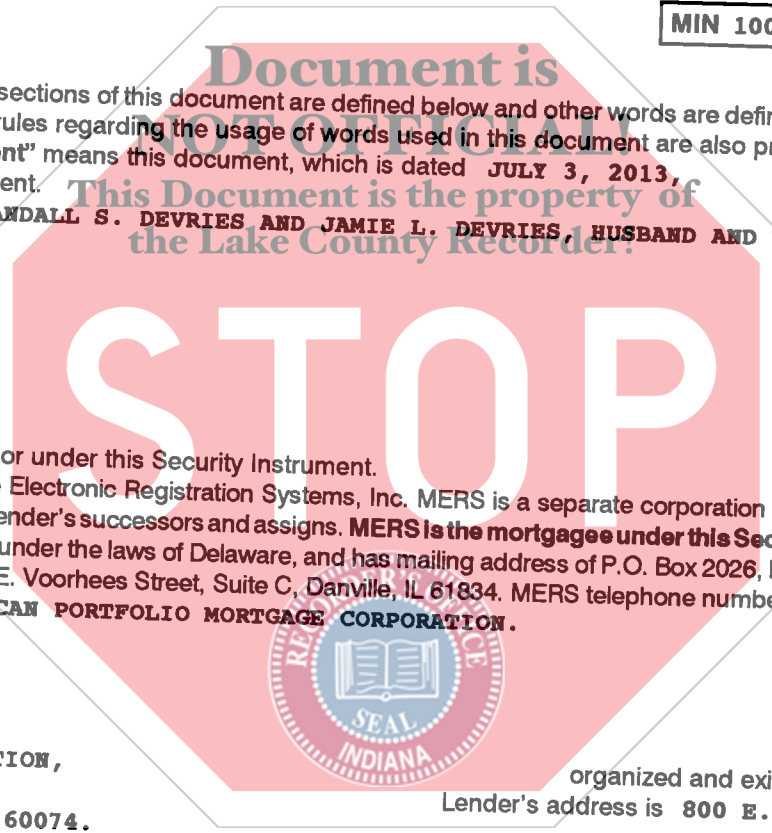 MIN 100
Document is
sections of this document are defined below and other words are defin
rules regarding the usage of words used in this document are also pr
NOT OFFICIAL!
nt” means this document, which is dated JULY 3, 2013,
ent.
This Document is the property of
ANDALL S. DEVRIES AND JAMIE L. DEVRIES, HUSBAND AND
the Lake County Recorder!
STOP
or under this Security Instrument.
Electronic Registration Systems, Inc. MERS is a separate corporation
ender's successors and assigns. MERS is the mortgagee under this Sec
under the laws of Delaware, and has mailing address of P.O. Box 2026,
E. Voorhees Street, Suite C, Danville, IL 61834. MERS telephone numbe
CAN PORTFOLIO MORTGAGE CORPORATION.
RECORDER'S OFFICE
SEAL
INDIANA
TION,
organized and exi
Lender's address is 800 E.
60074.